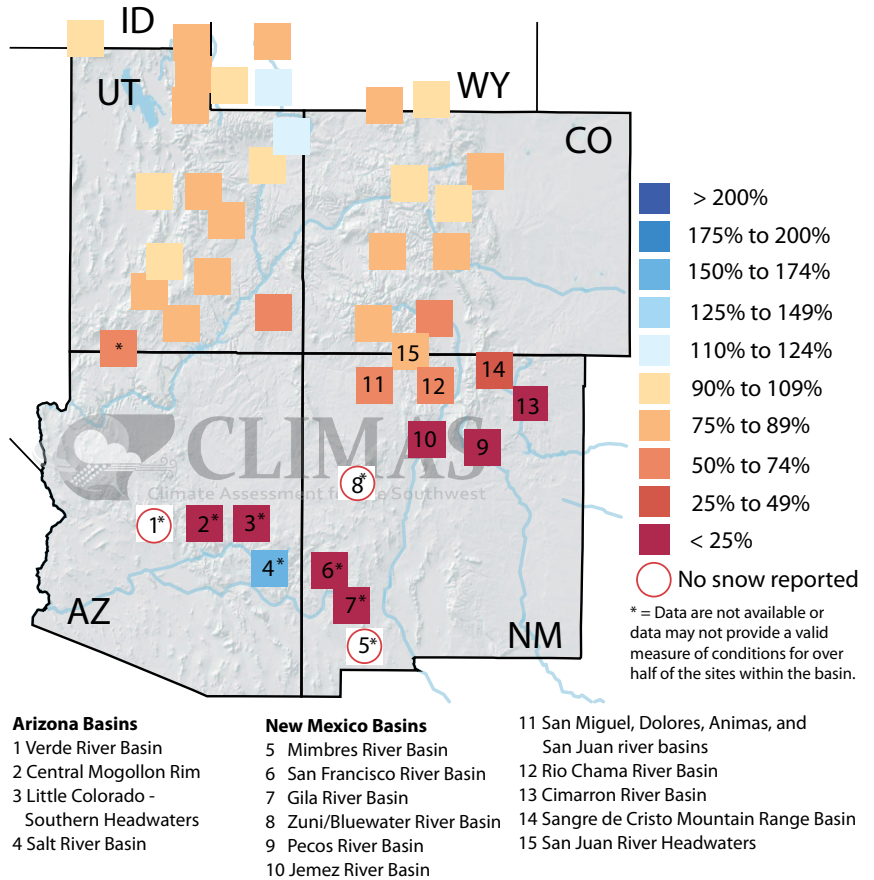 ID
UT
WY
CO
> 200%
175% to 200%
150% to 174%
125% to 149%
110% to 124%
90% to 109%
75% to 89%
50% to 74%
25% to 49%
< 25%
No snow reported
* = Data are not available or
data may not provide a valid
measure of conditions for over
half of the sites within the basin.
*
15
11
12
14
13
10
9
CLIMAS
Climate Assessment for the Southwest
8*
1*
2*
3*
4*
6*
7*
5*
AZ
NM
Arizona Basins
1 Verde River Basin
2 Central Mogollon Rim
3 Little Colorado -
Southern Headwaters
4 Salt River Basin
New Mexico Basins
5 Mimbres River Basin
6 San Francisco River Basin
7 Gila River Basin
8 Zuni/Bluewater River Basin
9 Pecos River Basin
10 Jemez River Basin
11 San Miguel, Dolores, Animas, and
San Juan river basins
12 Rio Chama River Basin
13 Cimarron River Basin
14 Sangre de Cristo Mountain Range Basin
15 San Juan River Headwaters